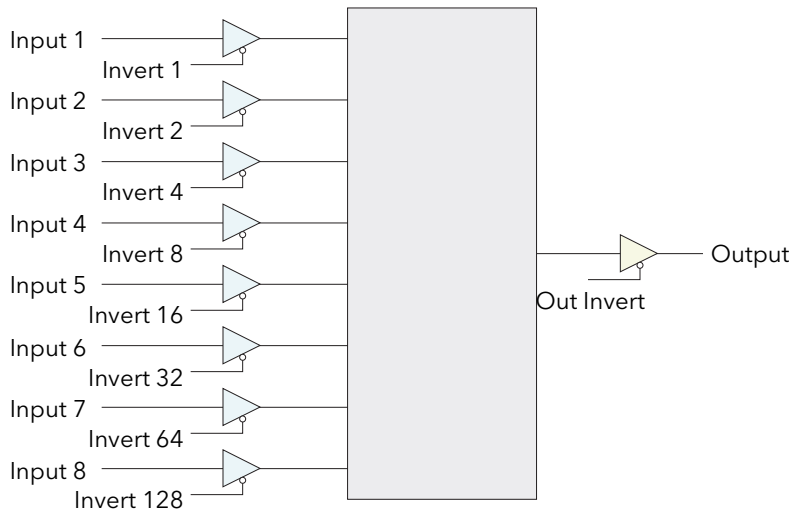 Input 1
Invert 1
Input 2
Invert 2
Input 3
Invert 4
Input 4
Invert 8
Input 5
Invert 16
Input 6
Invert 32
Input 7
Invert 64
Input 8
Invert 128
Output
Out Invert